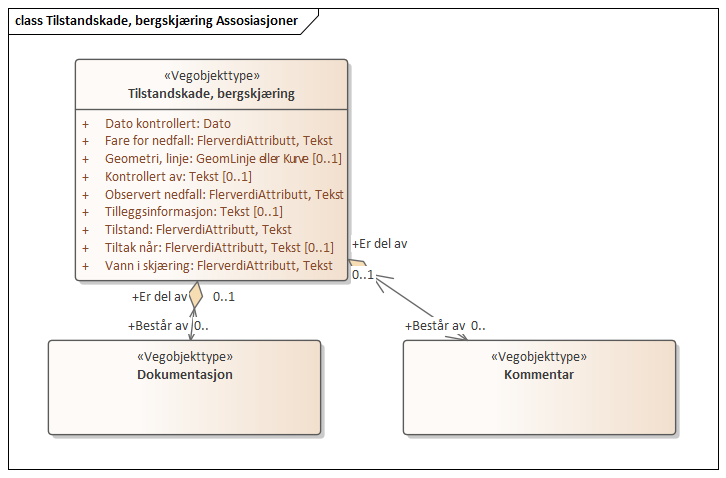 class Tilstandskade, bergskjæring Assosiasjoner
«Vegobjekttype»
Tilstandskade, bergskjæring
+ Dato kontrollert: Dato
+ Fare for nedfall: FlerverdiAttributt, Tekst
+ Geometri, linje: GeomLinje eller Kurve [0..1]
+ Kontrollert av: Tekst [0..1]
+ Observert nedfall: FlerverdiAttributt, Tekst
+ Tilleggsinformasjon: Tekst [0..1]
+ Tilstand: FlerverdiAttributt, Tekst
+ Tiltak når: FlerverdiAttributt, Tekst [0..1]
+ Vann i skjæring: FlerverdiAttributt, Tekst
+Er del av
0..1
+Er del av 0..1
+Består av 0..
+Består av 0..
«Vegobjekttype»
Dokumentasjon
«Vegobjekttype»
Kommentar